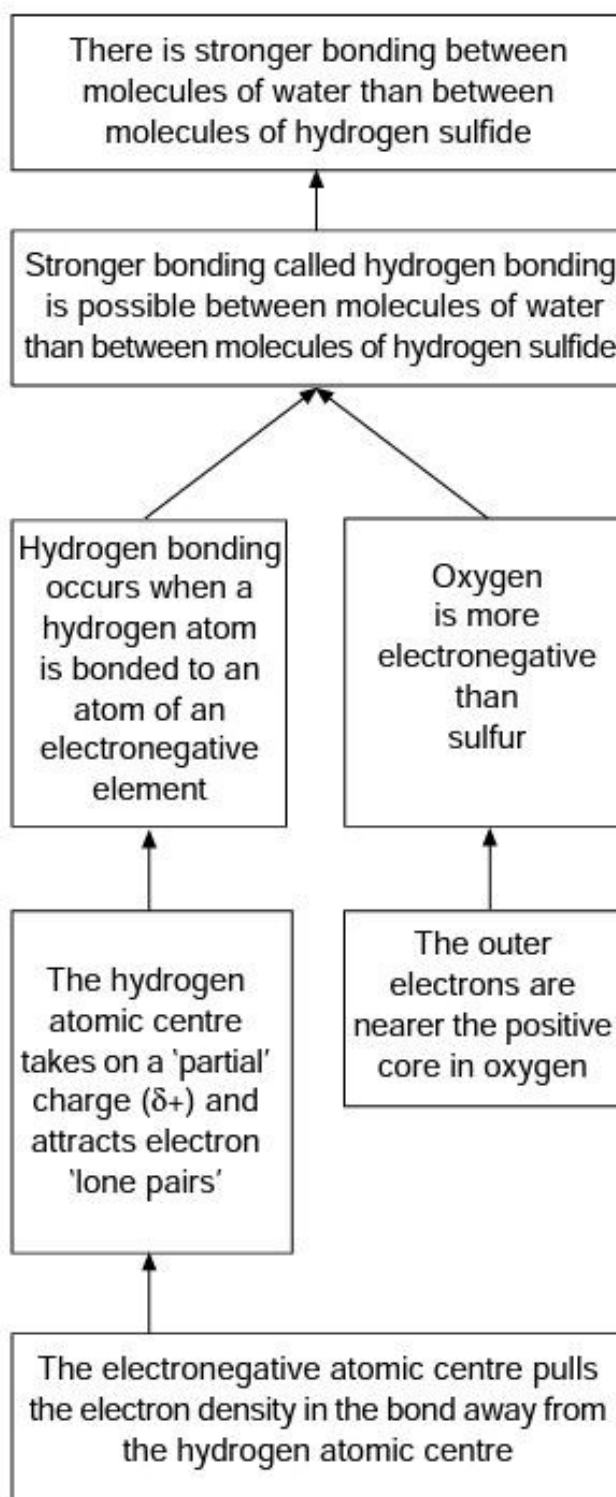 There is stronger bonding between
molecules of water than between
molecules of hydrogen sulfide
Stronger bonding called hydrogen bonding
is possible between molecules of water
than between molecules of hydrogen sulfide
Hydrogen bonding
occurs when a
hydrogen atom
is bonded to an
atom of an
electronegative
element
Oxygen
is more
electronegative
than
sulfur
The hydrogen
atomic centre
takes on a ‛partial’
charge (δ+) and
attracts electron
‛lone pairs’
The outer
electrons are
nearer the positive
core in oxygen
The electronegative atomic centre pulls
the electron density in the bond away from
the hydrogen atomic centre